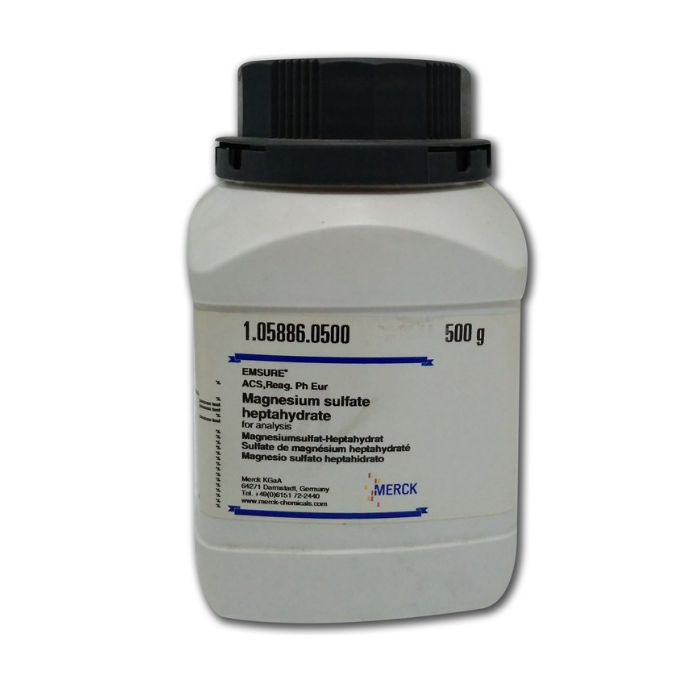 1.05886.0500 500 g
EMSURE®
ACS,Reag. Ph Eur
Magnesium sulfate
heptahydrate
for analysis
Magnesiumsulfat-Heptahydrat
Sulfate de magnésium heptahydraté
Magnesio sulfato heptahidrato
Merck KGaA
64271 Darmstadt, Germany
Tel. +49(0)6151 72-2440
www.merck-chemicals.com
MERCK